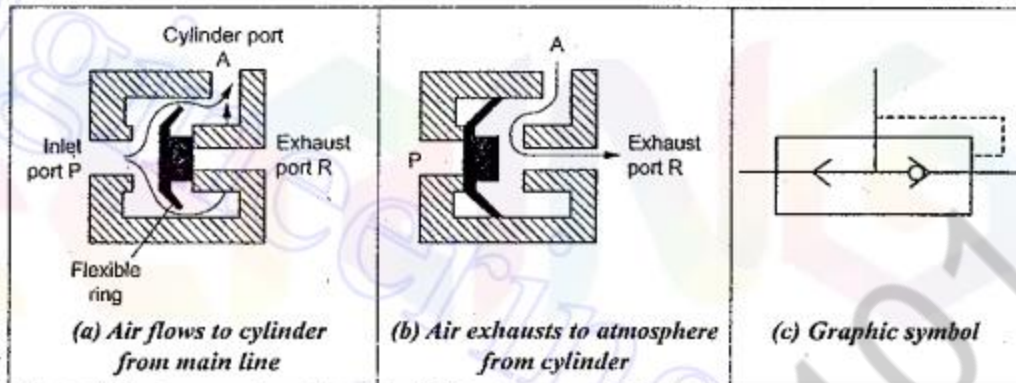 Cylinder port
A
Inlet
port P
Exhaust
port R
Flexible
ring
(a) Air flows to cylinder
from main line
A
P
Exhaust
port R
(b) Air exhausts to atmosphere
from cylinder
(c) Graphic symbol